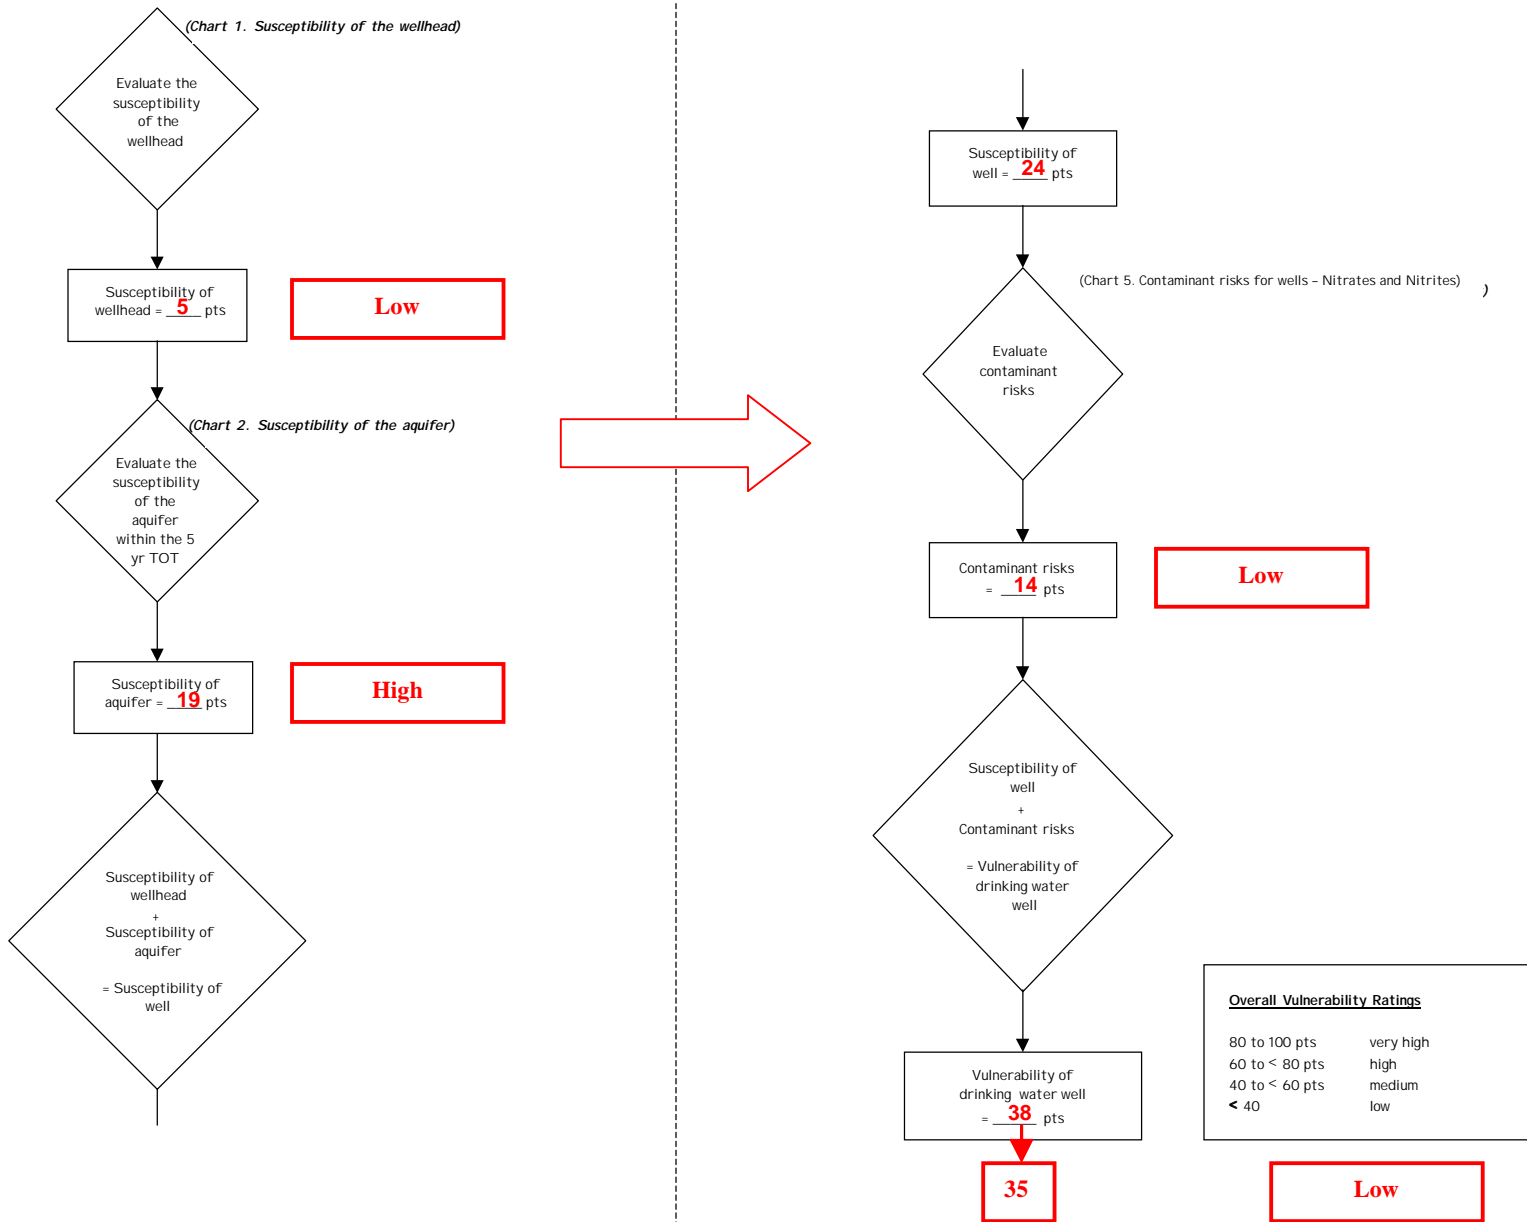 (Chart 1. Susceptibility of the wellhead)
Evaluate the
susceptibility
of the
wellhead
Susceptibility of
wellhead = 5 pts
Low
(Chart 2. Susceptibility of the aquifer)
Evaluate the
susceptibility
of the
aquifer
within the 5
yr TOT
Susceptibility of
aquifer = 19 pts
High
Susceptibility of
wellhead
+
Susceptibility of
aquifer
= Susceptibility of
well
Susceptibility of
well = 24 pts
(Chart 5. Contaminant risks for wells – Nitrates and Nitrites)
)
Evaluate
contaminant
risks
Contaminant risks
= 14 pts
Low
Susceptibility of
well
+
Contaminant risks
= Vulnerability of
drinking water
well
Vulnerability of
drinking water well
= 38 pts
35
Overall Vulnerability Ratings
80 to 100 pts very high
60 to < 80 pts high
40 to < 60 pts medium
< 40 low
Low